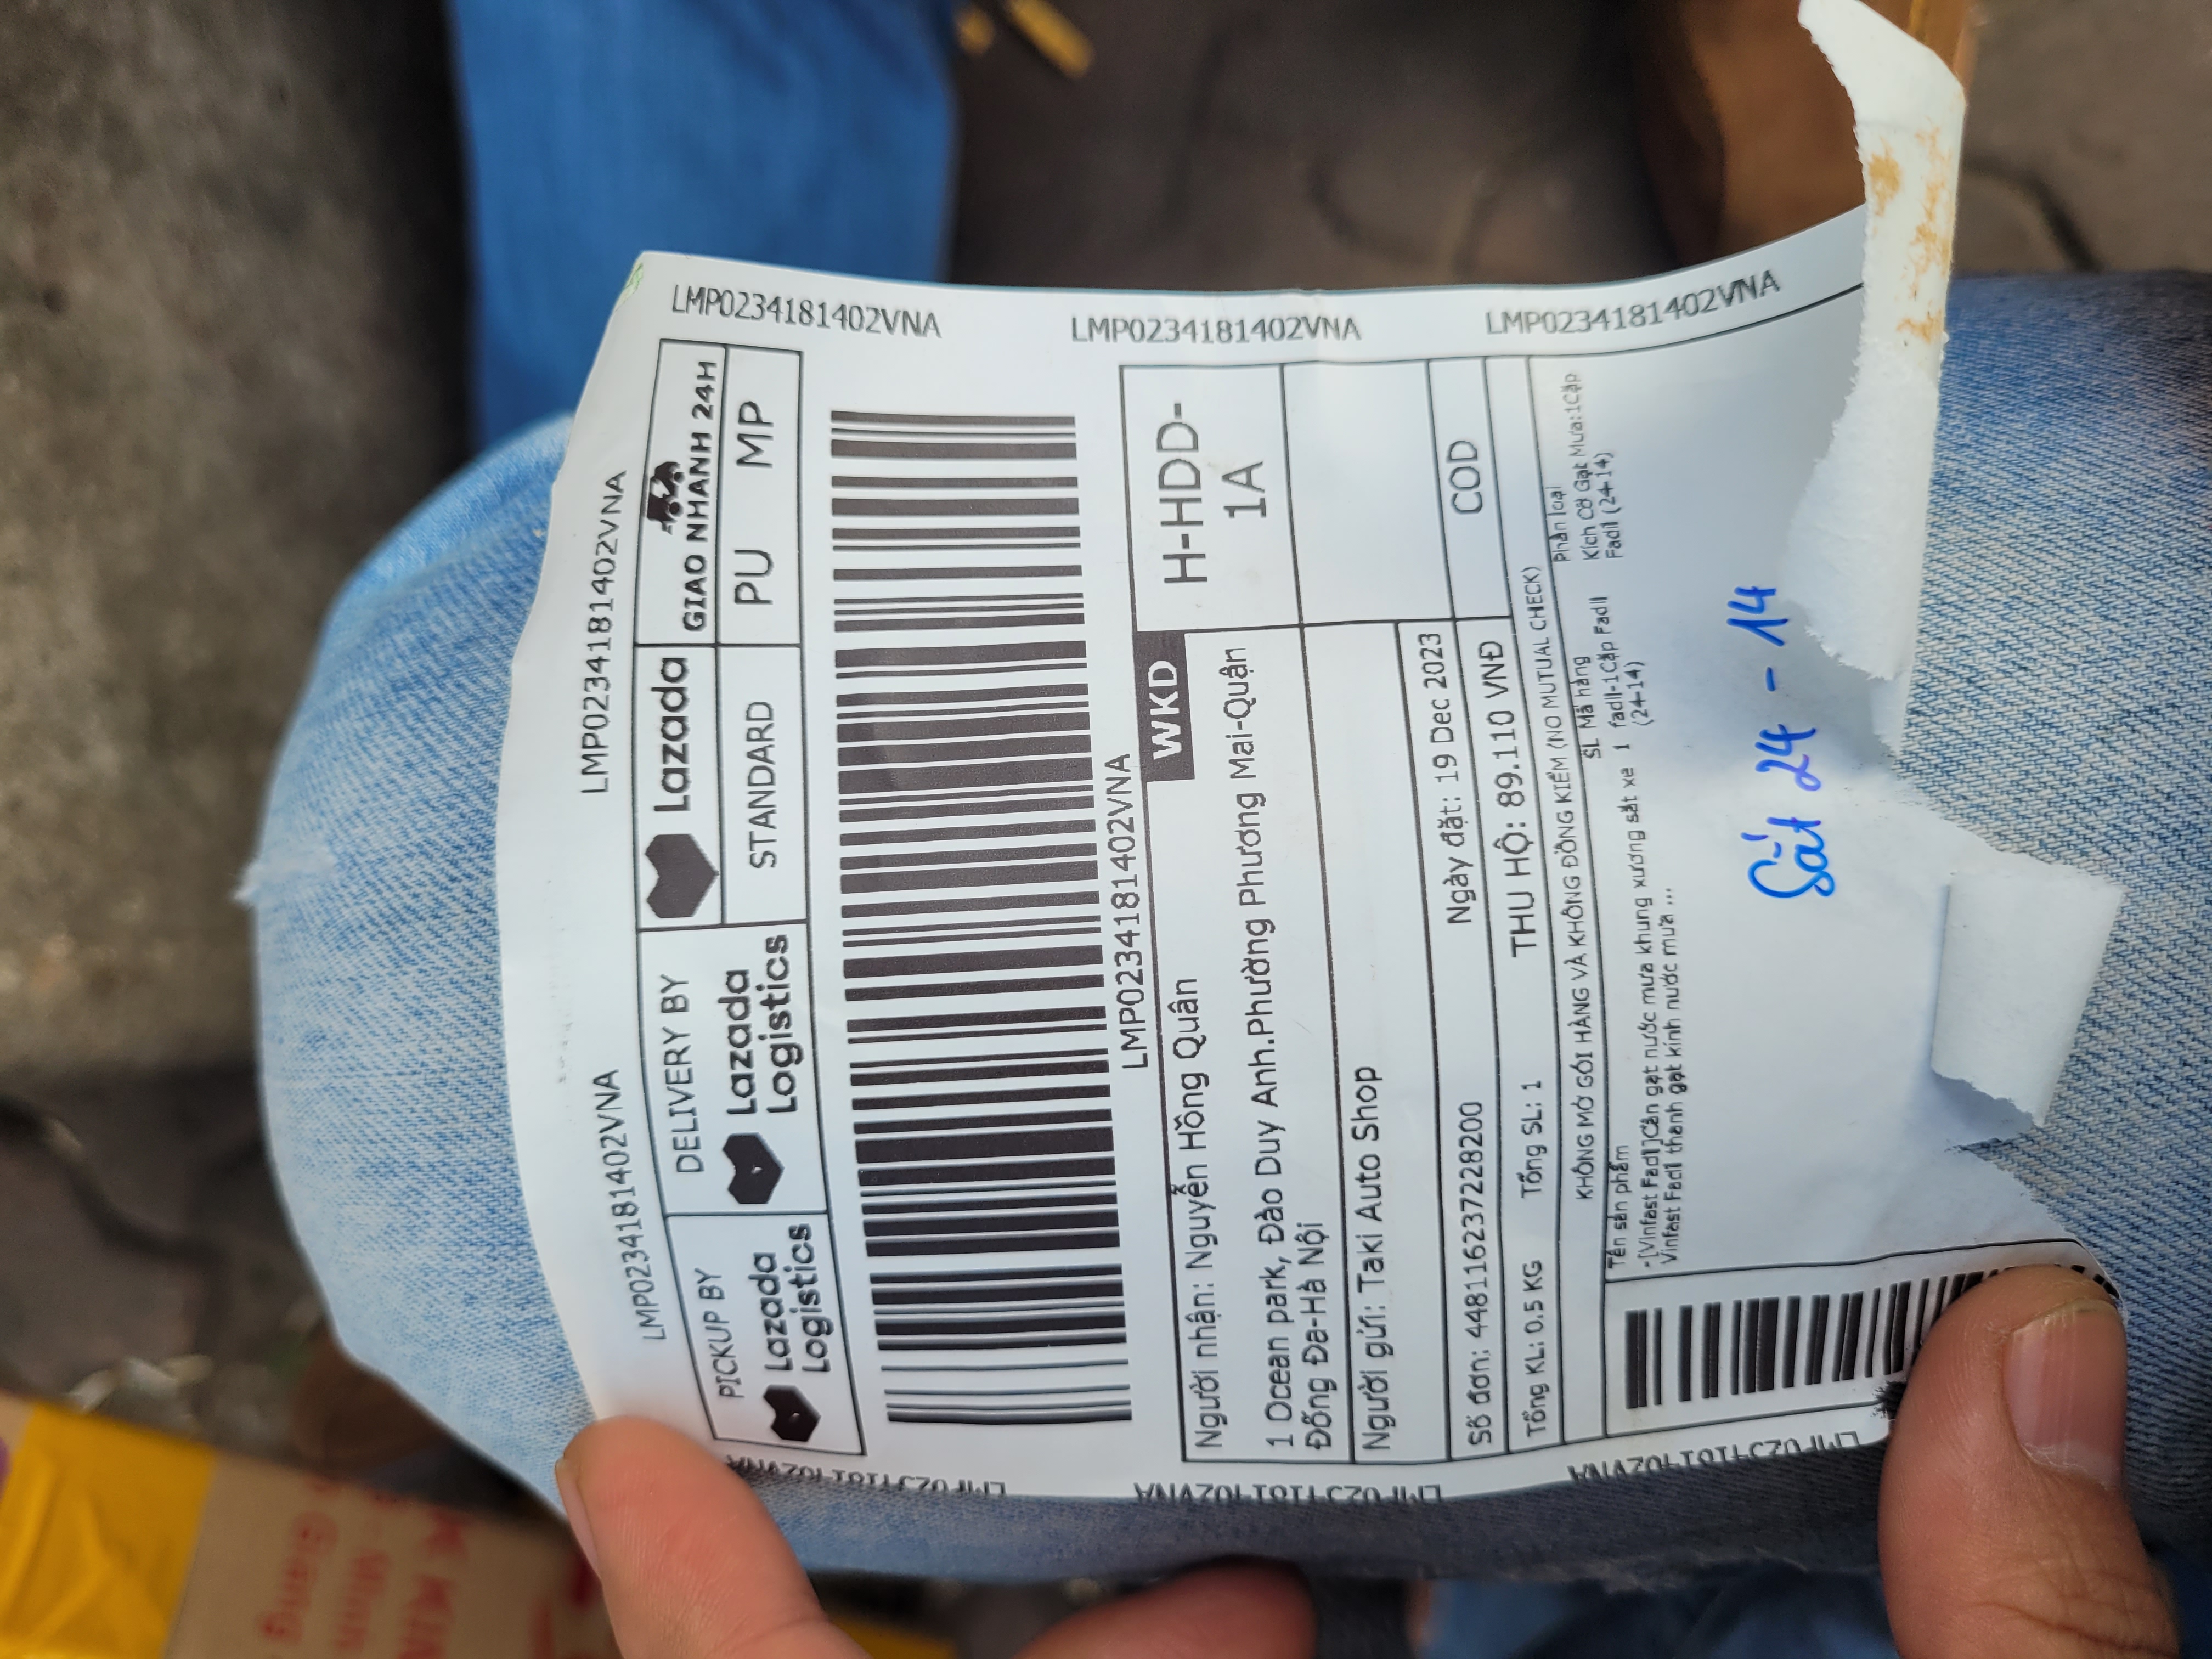 LMP0234181402VNA
LMP0234181402VNA
PICKUP BY
Lazada
Logistics
DELIVERY BY
Lazada
Logistics
Lazada
STANDARD
GIAO NHANH 24H
PU MP
LMP0234181402VNA
WKD
Người nhận: Nguyễn Hồng Quân
1 Ocean park, Đào Duy Anh.Phường Phương Mai-Quận
Đống Đa-Hà Nội
H-HDD-
1A
Người gửi: Taki Auto Shop
Số đơn: 448116237228200
Ngày đặt: 19 Dec 2023
COD
Tổng KL: 0.5 KG Tổng SL: 1
THU HỘ: 89.110 VNĐ
KHÔNG MỞ GÓI HÀNG VÀ KHÔNG ĐỒNG KIỂM (NO MUTUAL CHECK)
Tên sản phẩm SL Mã hàng Phân loại
-[Vinfast Fadil]Cần gạt nước mưa khung xương sắt xe 1 fadil-1Cặp Fadil Kích Cỡ Gạt Mưa:1Cặp
Vinfast Fadil thanh gạt kính nước mưa ... (24-14) Fadil (24-14)
Sắt 24 - 14
LMP0234181402VNA
LMP0234181402VNA
LMP0234181402VNA